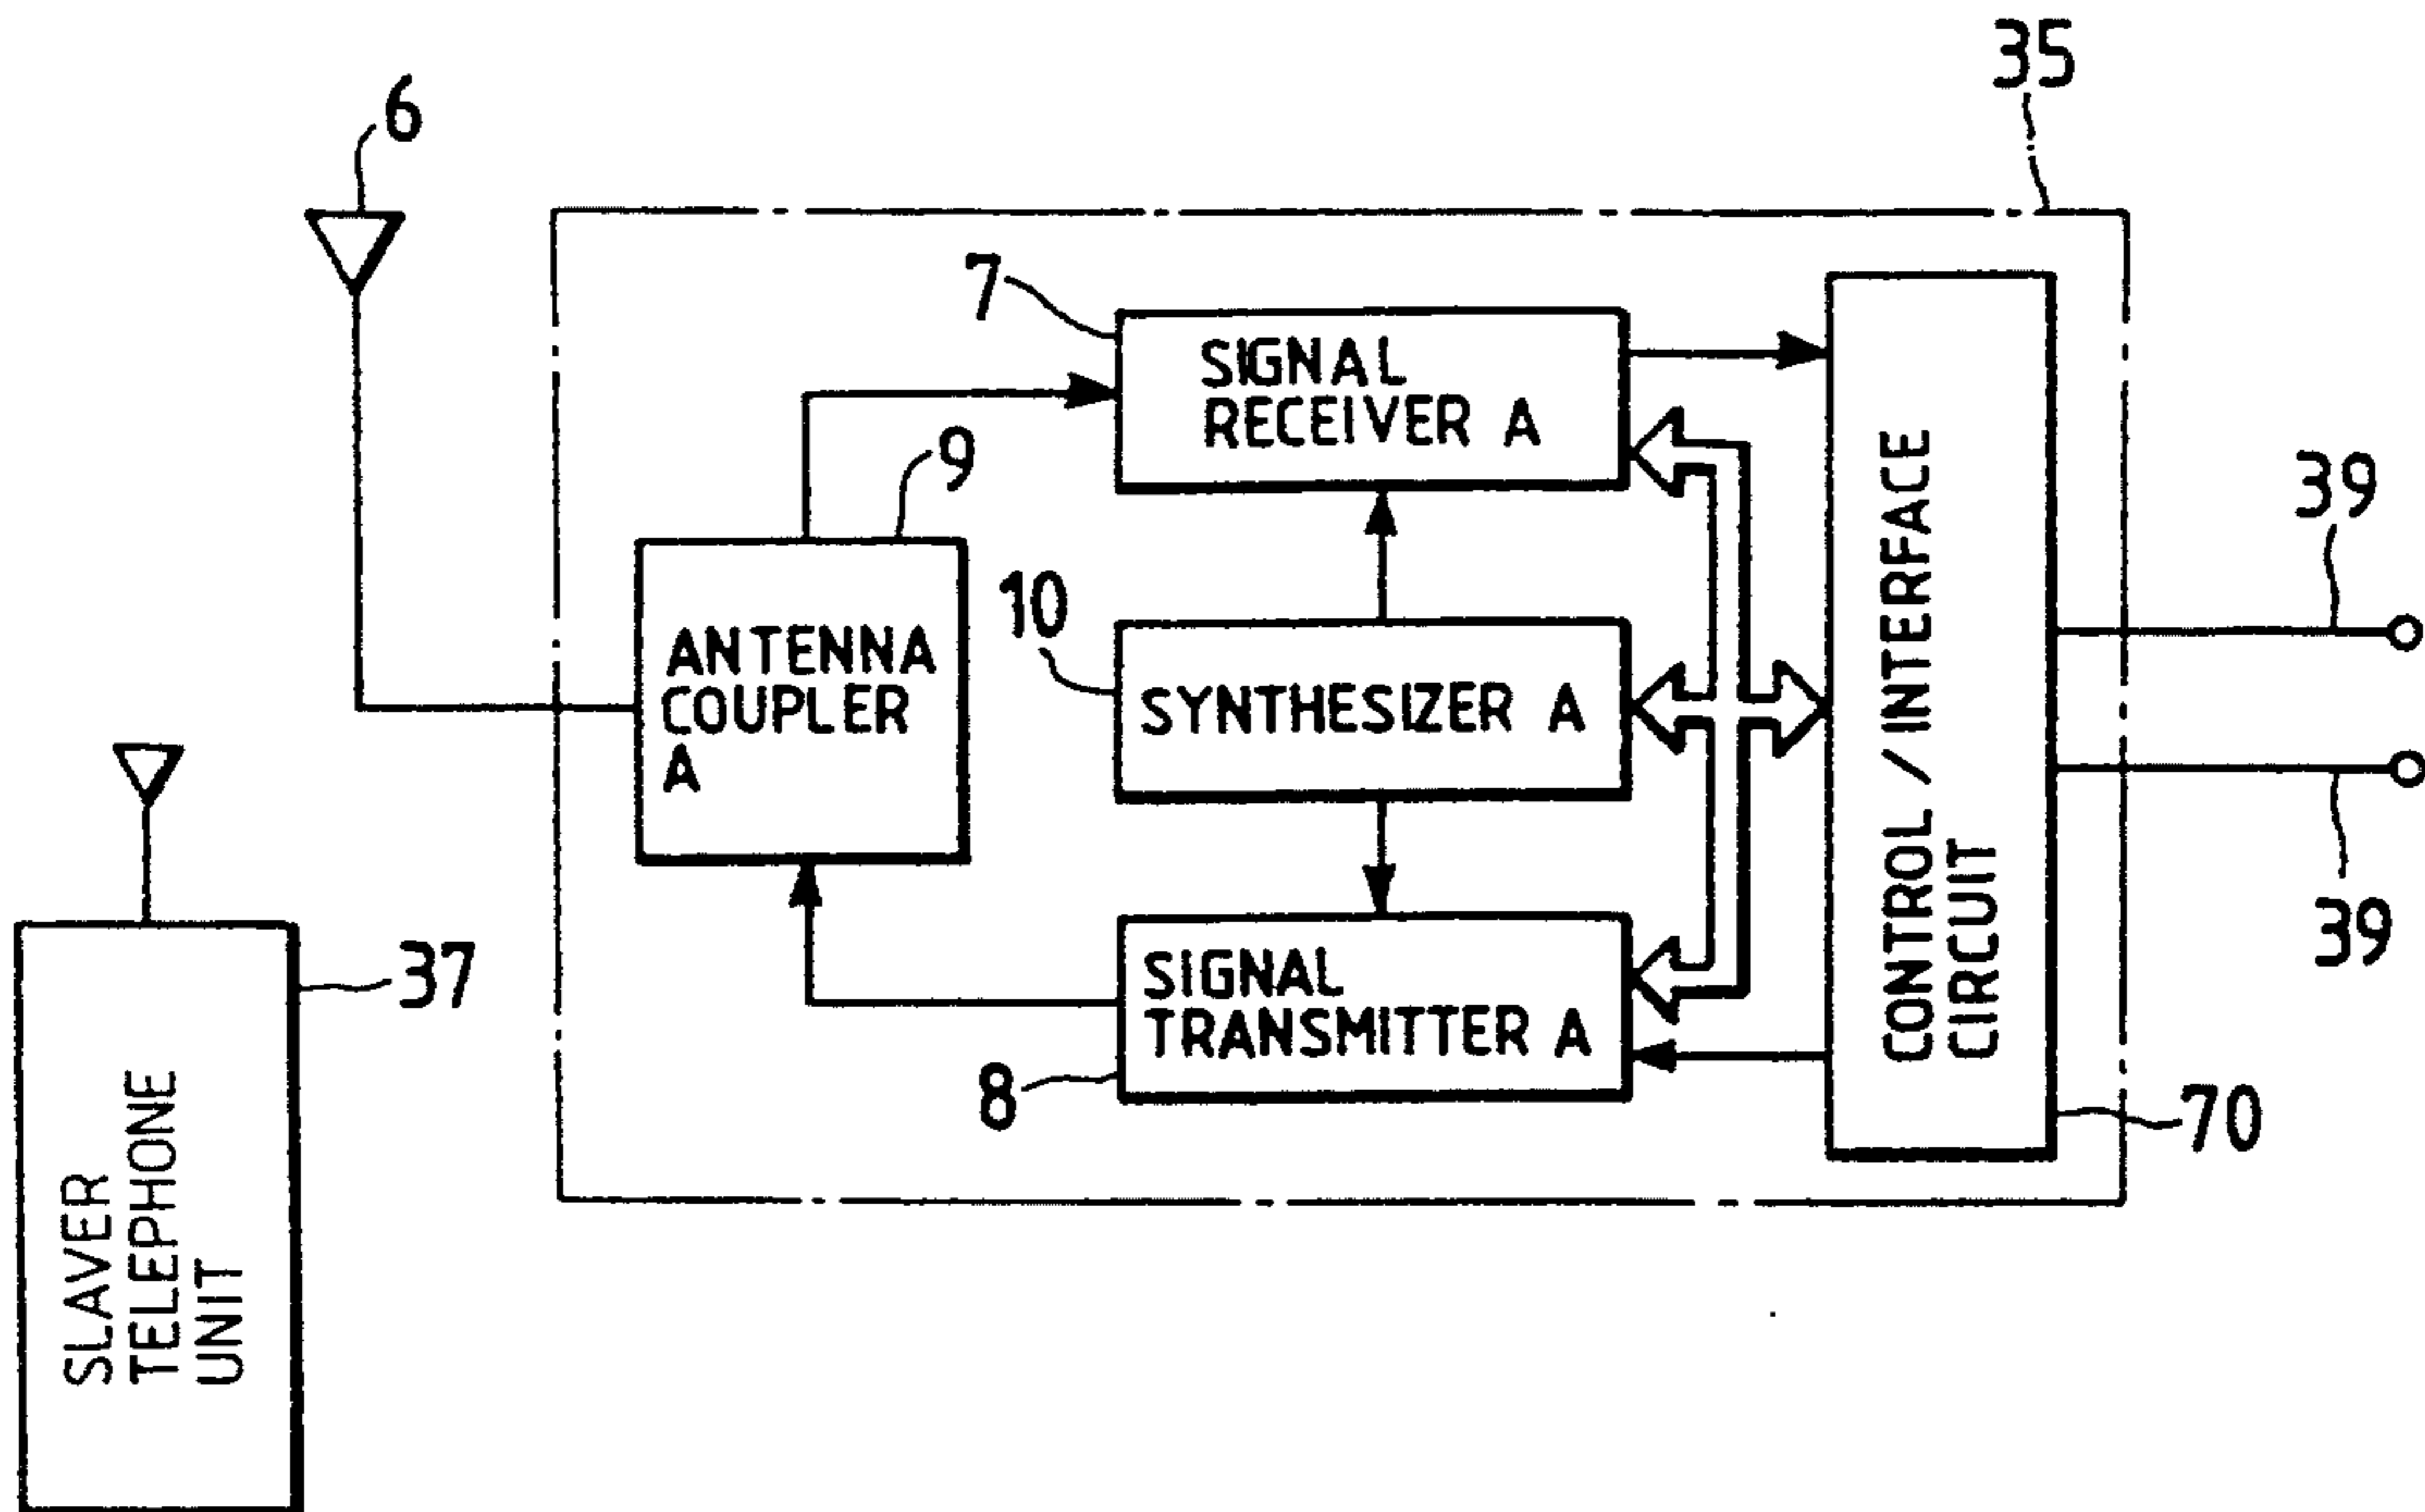 35
6
7
SIGNAL
RECEIVER A
9
39
10
ANTENNA
COUPLER
A
SYNTHESIZER A
CONTROL / INTERFACE
CIRCUIT
39
37
SIGNAL
TRANSMITTER A
8
70
SLAVER
TELEPHONE
UNIT